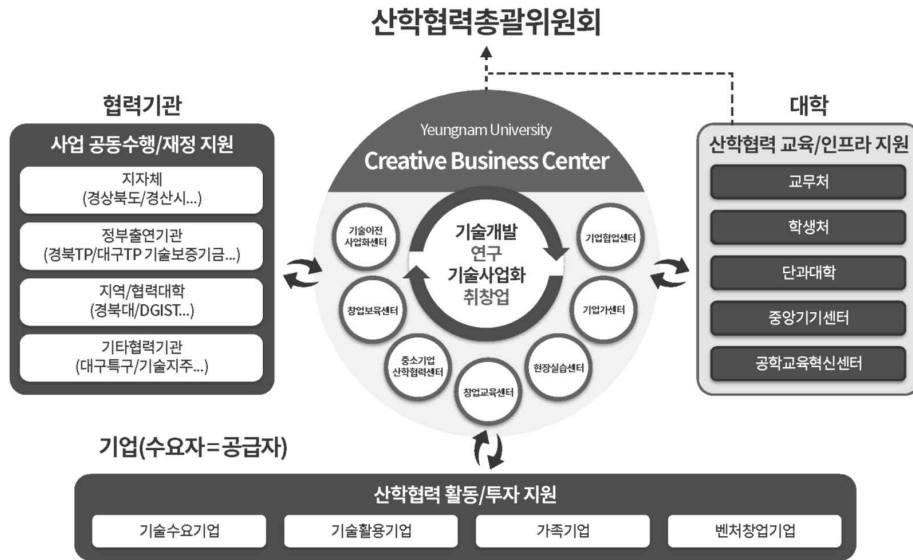 산학협력총괄위원회
협력기관
사업 공동수행/재정 지원
지자체
(경상북도/경산시...)
정부출연기관
(경북TP/대구TP 기술보증기금...)
지역/협력대학
(경북대/DGIST...)
기타협력기관
(대구특구/기술지주...)
Yeungnam University
Creative Business Center
기술개발
연구
기술사업화
취창업
기술이전
사업화센터
창업보육센터
중소기업
산학협력센터
창업교육센터
현장실습센터
기업가센터
기업협업센터
대학
산학협력 교육/인프라 지원
교무처
학생처
단과대학
중앙기기센터
공학교육혁신센터
기업(수요자=공급자)
산학협력 활동/투자 지원
기술수요기업
기술활용기업
가족기업
벤처창업기업